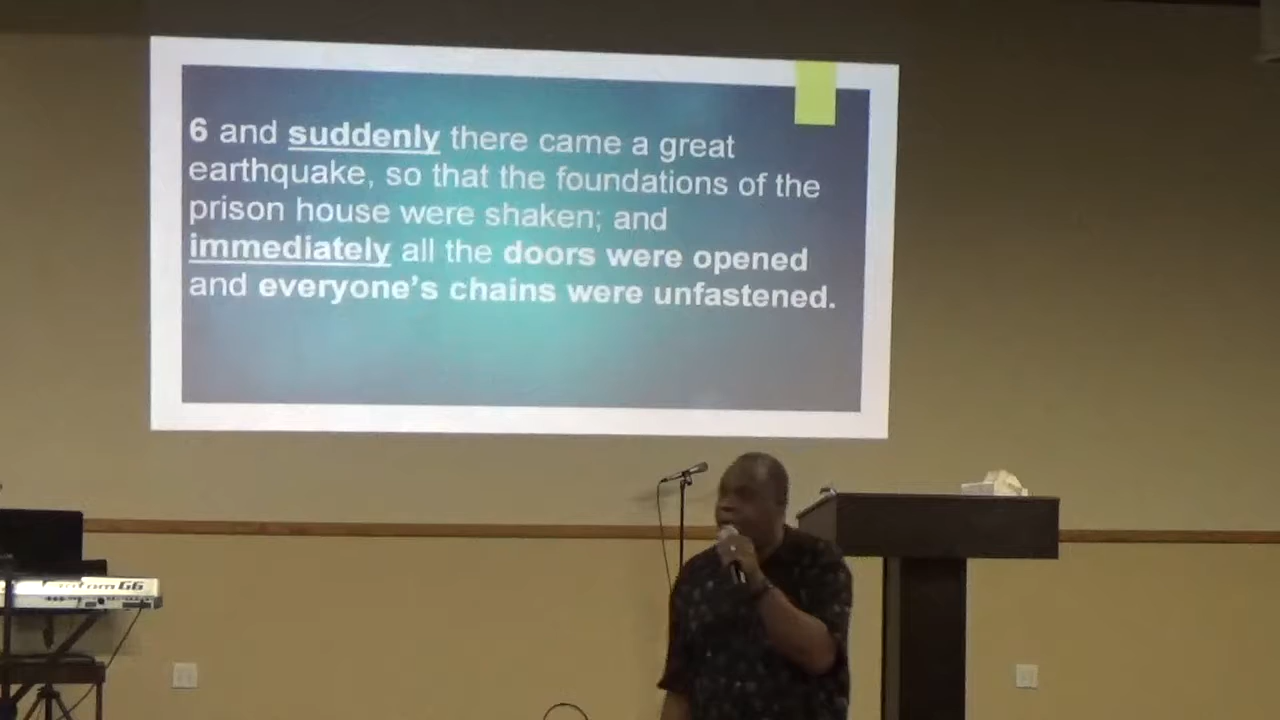 6 and suddenly there came a great
earthquake, so that the foundations of the
prison house were shaken; and
immediately all the doors were opened
and everyone’s chains were unfastened.
G6